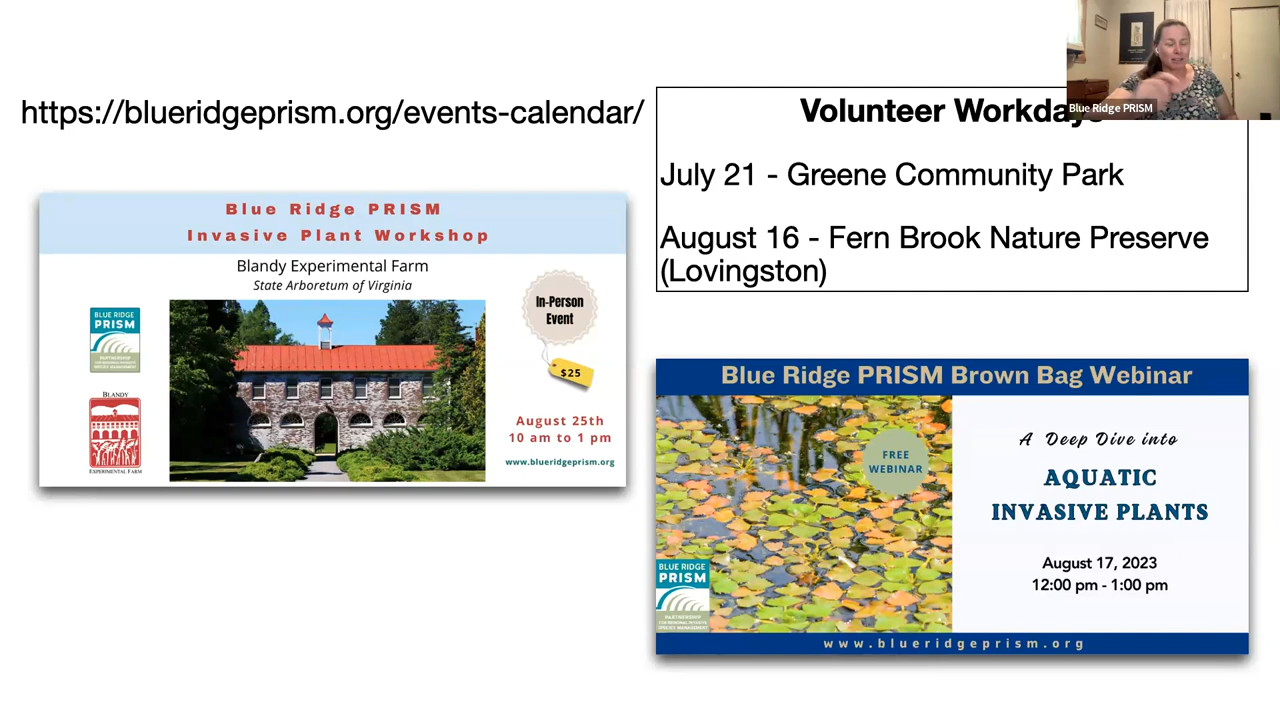 https://blueridgeprism.org/events-calendar/
Blue Ridge PRISM
Invasive Plant Workshop
Blandy Experimental Farm
State Arboretum of Virginia
BLUE RIDGE
PRISM
PARTNERSHIP
BLANDY
EXPERIMENTAL FARM
In-Person
Event
$25
August 25th
10 am to 1 pm
www.blueridgeprism.org
Volunteer Workdays
Blue Ridge PRISM
July 21 - Greene Community Park
August 16 - Fern Brook Nature Preserve
(Lovingston)
Blue Ridge PRISM Brown Bag Webinar
FREE
WEBINAR
A Deep Dive into
AQUATIC
INVASIVE PLANTS
August 17, 2023
12:00 pm - 1:00 pm
BLUE RIDGE
PRISM
PARTNERSHIP
www.blueridgeprism.org